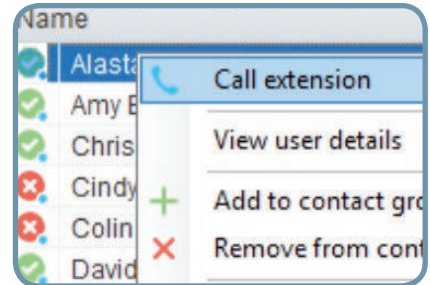 Name
Alasta
Call extension
Amy E
View user details
Chris
Cindy
Add to contact gro
Colin
Remove from cont
David